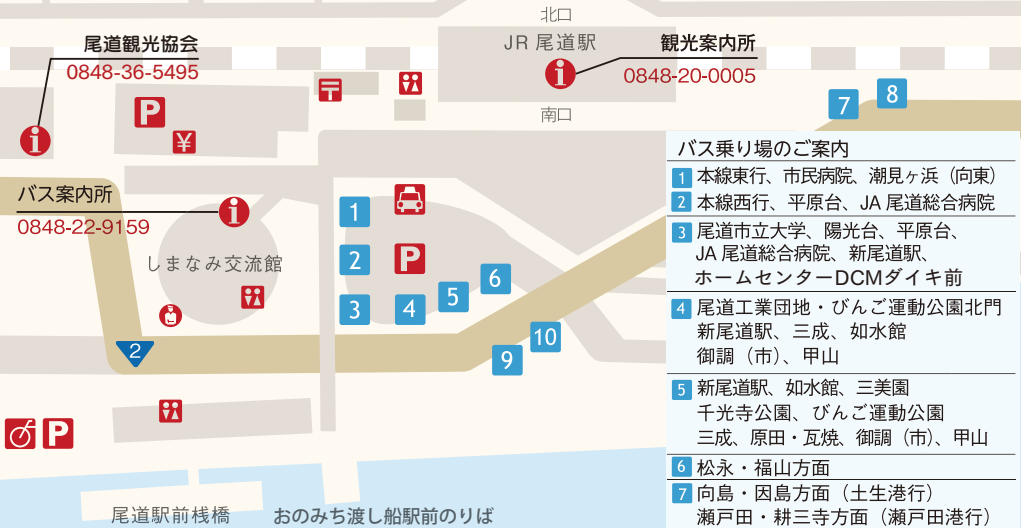 北口
尾道観光協会
0848-36-5495
JR 尾道駅
観光案内所
0848-20-0005
南口
7
8
P
〒
¥
バス案内所
0848-22-9159
しまなみ交流館
1
2
3
4
5
6
P
9
10
2
P
尾道駅前桟橋
おのみち渡し船駅前のりば
バス乗り場のご案内
1 本線東行、市民病院、潮見ヶ浜（向東）
2 本線西行、平原台、JA 尾道総合病院
3 尾道市立大学、陽光台、平原台、
JA 尾道総合病院、新尾道駅、
ホームセンターDCMダイキ前
4 尾道工業団地・びんご運動公園北門
新尾道駅、三成、如水館
御調（市）、甲山
5 新尾道駅、如水館、三美園
千光寺公園、びんご運動公園
三成、原田・瓦焼、御調（市）、甲山
6 松永・福山方面
7 向島・因島方面（土生港行）
瀬戸田・耕三寺方面（瀬戸田港行）